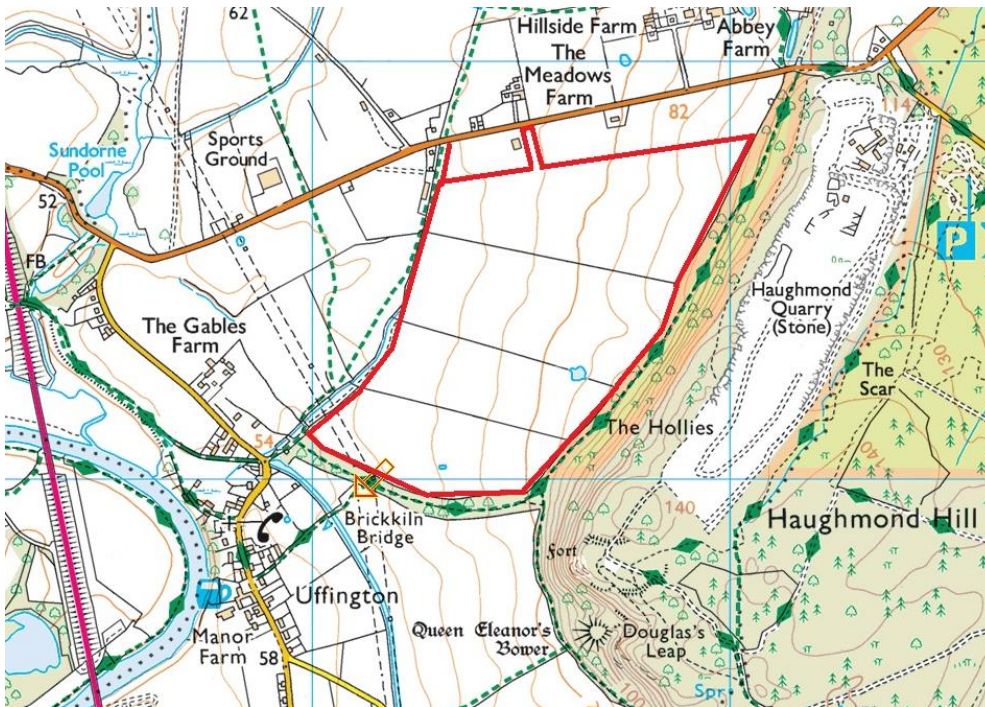 62
Hillside Farm
The
Meadows
Farm
Abbey
Farm
82
114
Sports
Ground
Sundorne
Pool
52
P
FB
The Gables
Farm
Haughmond
Quarry
(Stone)
130
The
Scar
54
The Hollies
140
140
Brickkiln
Bridge
Haughmond Hill
Fort
Uffington
Manor
Farm
58
Queen Eleanor's
Bower
Douglas's
Leap
100
Spr